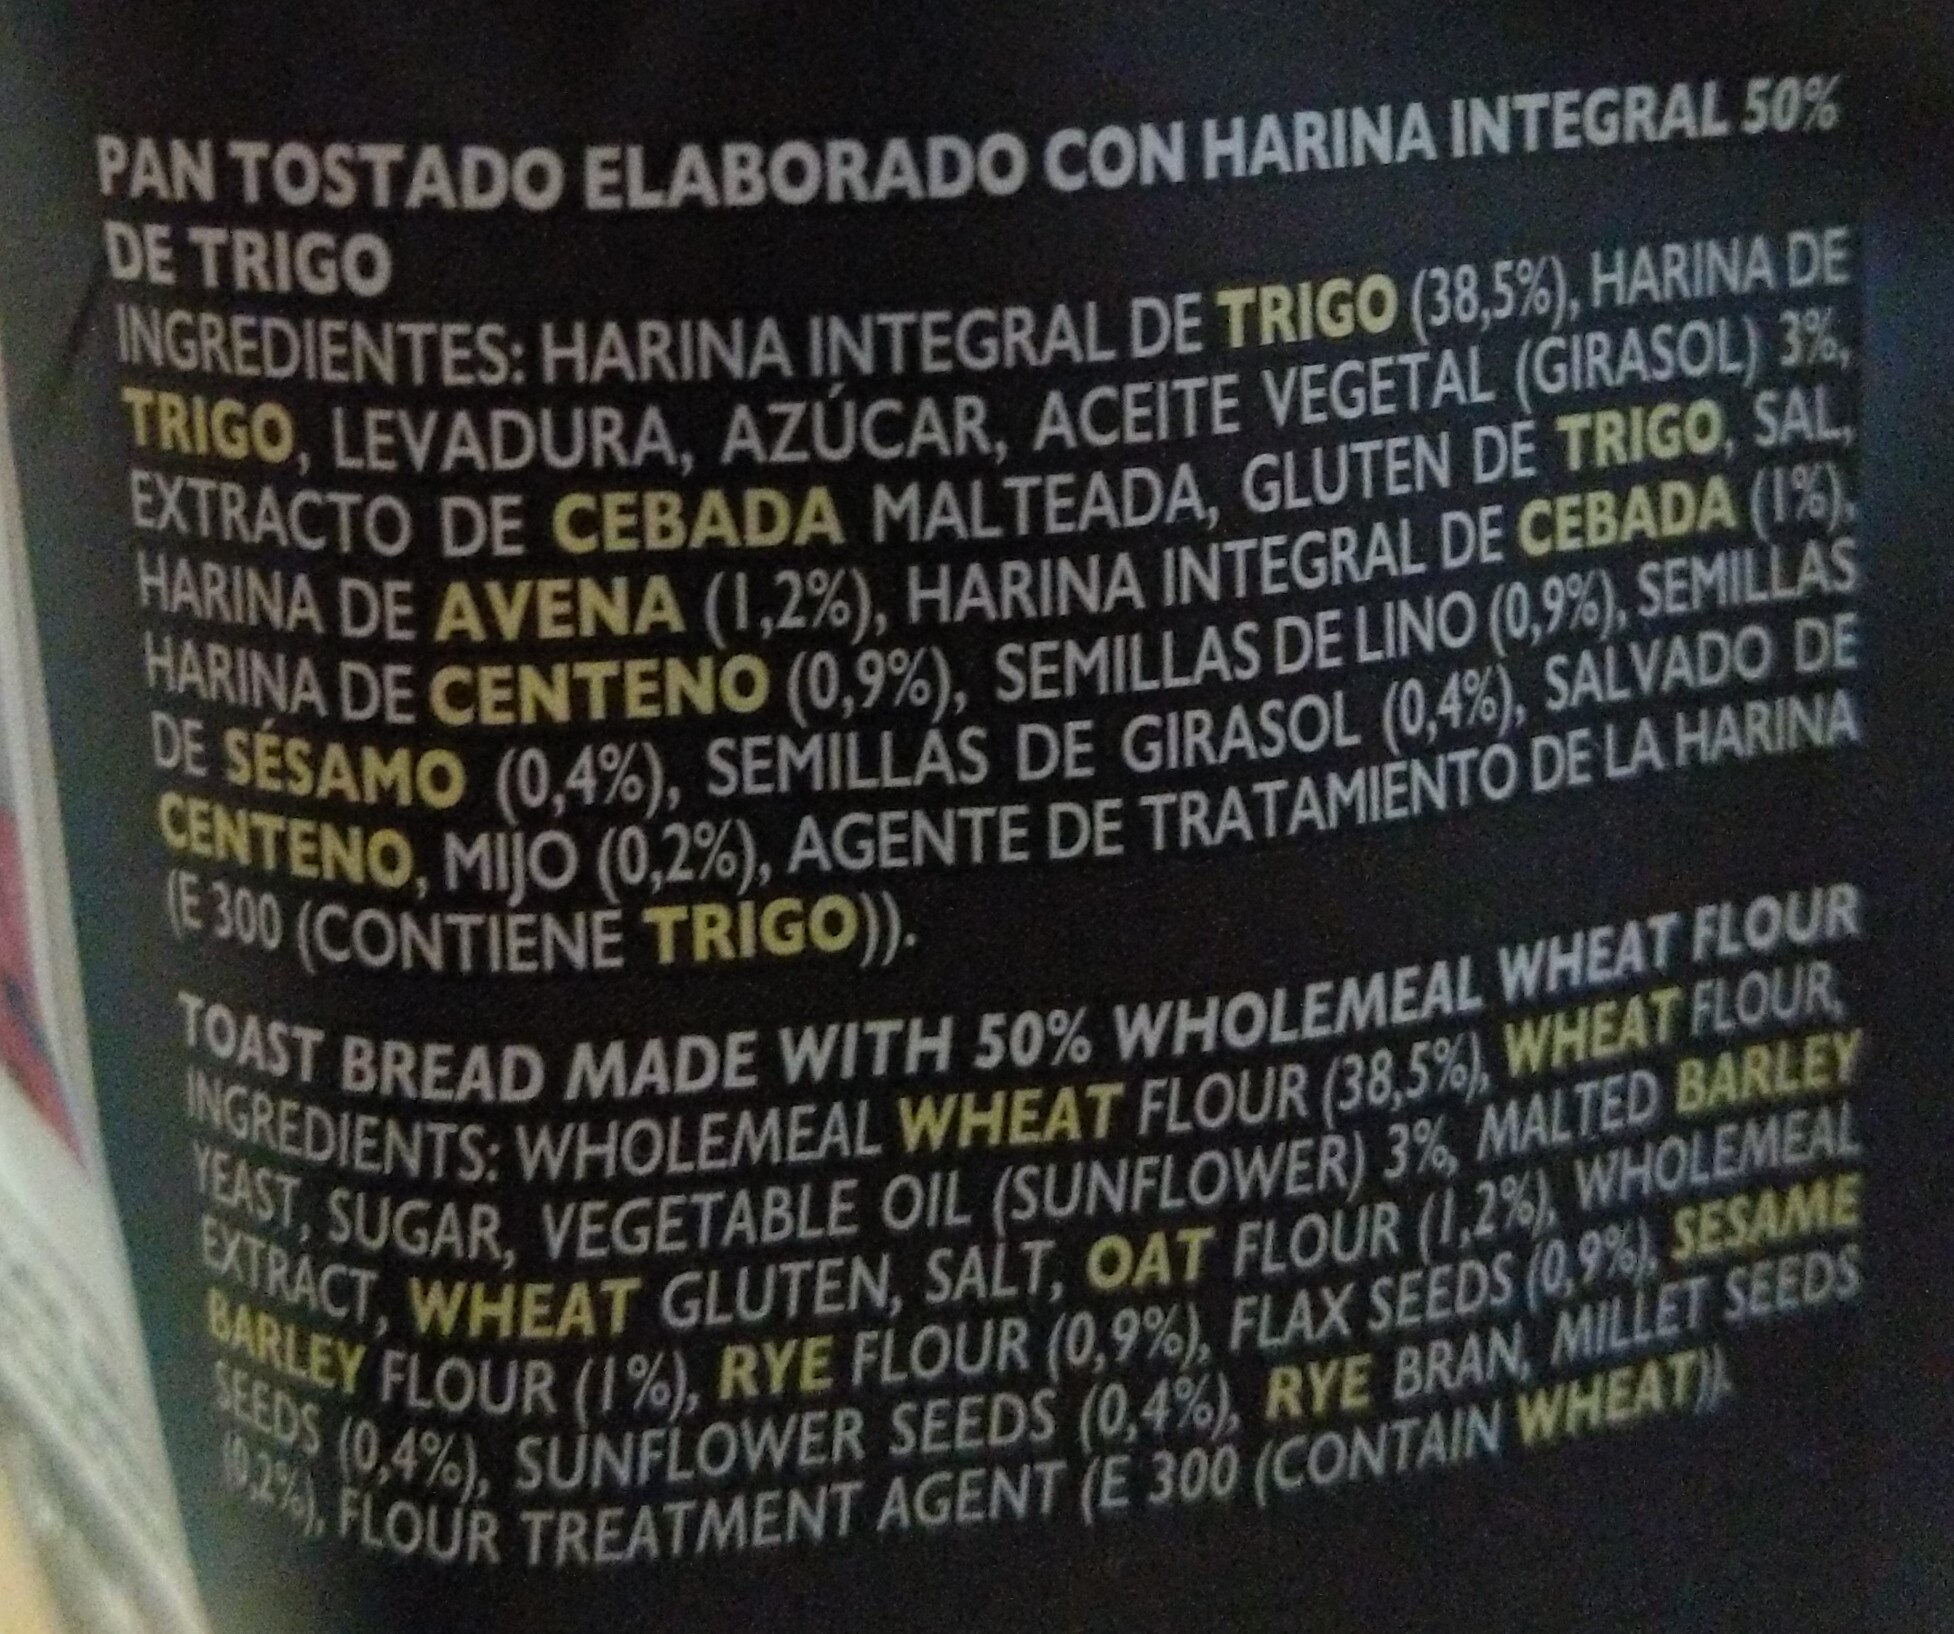 PAN TOSTADO ELABORADO CON HARINA INTEGRAL 50%
DE TRIGO
INGREDIENTES: HARINA INTEGRAL DE TRIGO (38,5%), HARINA DE
TRIGO, LEVADURA, AZÚCAR, ACEITE VEGETAL (GIRASOL) 3%,
EXTRACTO DE CEBADA MALTEADA, GLUTEN DE TRIGO, SAL,
HARINA DE AVENA (1,2%), HARINA INTEGRAL DE CEBADA (1%),
HARINA DE CENTENO (0,9%), SEMILLAS DE LINO (0,9%), SEMILLAS
DE SÉSAMO (0,4%), SEMILLAS DE GIRASOL (0,4%), SALVADO DE
CENTENO, MIJO (0,2%), AGENTE DE TRATAMIENTO DE LA HARINA
(E 300 (CONTIENE TRIGO)).
TOAST BREAD MADE WITH 50% WHOLEMEAL WHEAT FLOUR
INGREDIENTS: WHOLEMEAL WHEAT FLOUR (38,5%), WHEAT FLOUR,
YEAST, SUGAR, VEGETABLE OIL (SUNFLOWER) 3%, MALTED BARLEY
EXTRACT, WHEAT GLUTEN, SALT, OAT FLOUR (1,2%), WHOLEMEAL
BARLEY FLOUR (1%), RYE FLOUR (0,9%), FLAX SEEDS (0,9%), SESAME
SEEDS (0,4%), SUNFLOWER SEEDS (0,4%), RYE BRAN, MILLET SEEDS
(0,2%), FLOUR TREATMENT AGENT (E 300 (CONTAIN WHEAT)).